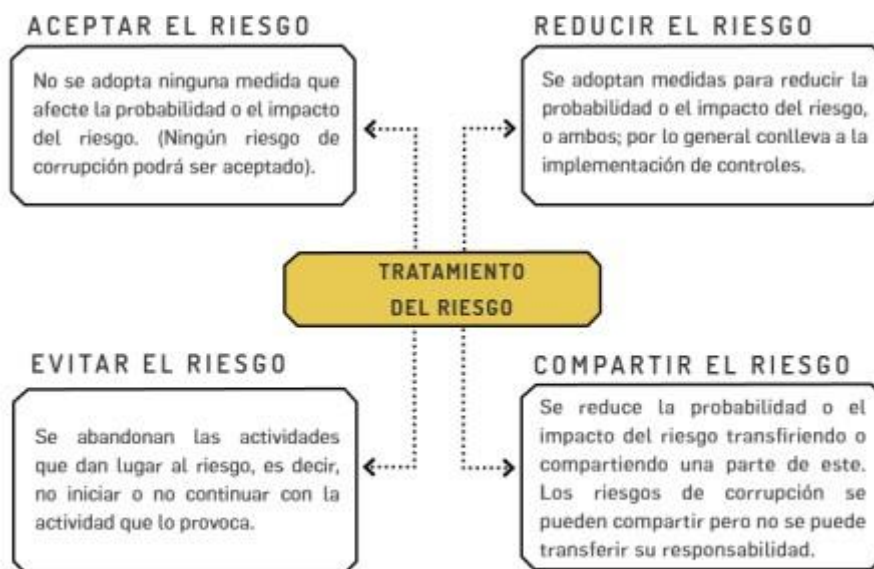 ACEPTAR EL RIESGO
No se adopta ninguna medida que
afecte la probabilidad o el impacto
del riesgo. (Ningún riesgo de
corrupción podrá ser aceptado).
REDUCIR EL RIESGO
Se adoptan medidas para reducir la
probabilidad o el impacto del riesgo,
o ambos; por lo general conlleva a la
implementación de controles.
TRATAMIENTO
DEL RIESGO
EVITAR EL RIESGO
Se abandonan las actividades
que dan lugar al riesgo, es decir,
no iniciar o no continuar con la
actividad que lo provoca.
COMPARTIR EL RIESGO
Se reduce la probabilidad o el
impacto del riesgo transfiriendo o
compartiendo una parte de este.
Los riesgos de corrupción se
pueden compartir pero no se puede
transferir su responsabilidad.